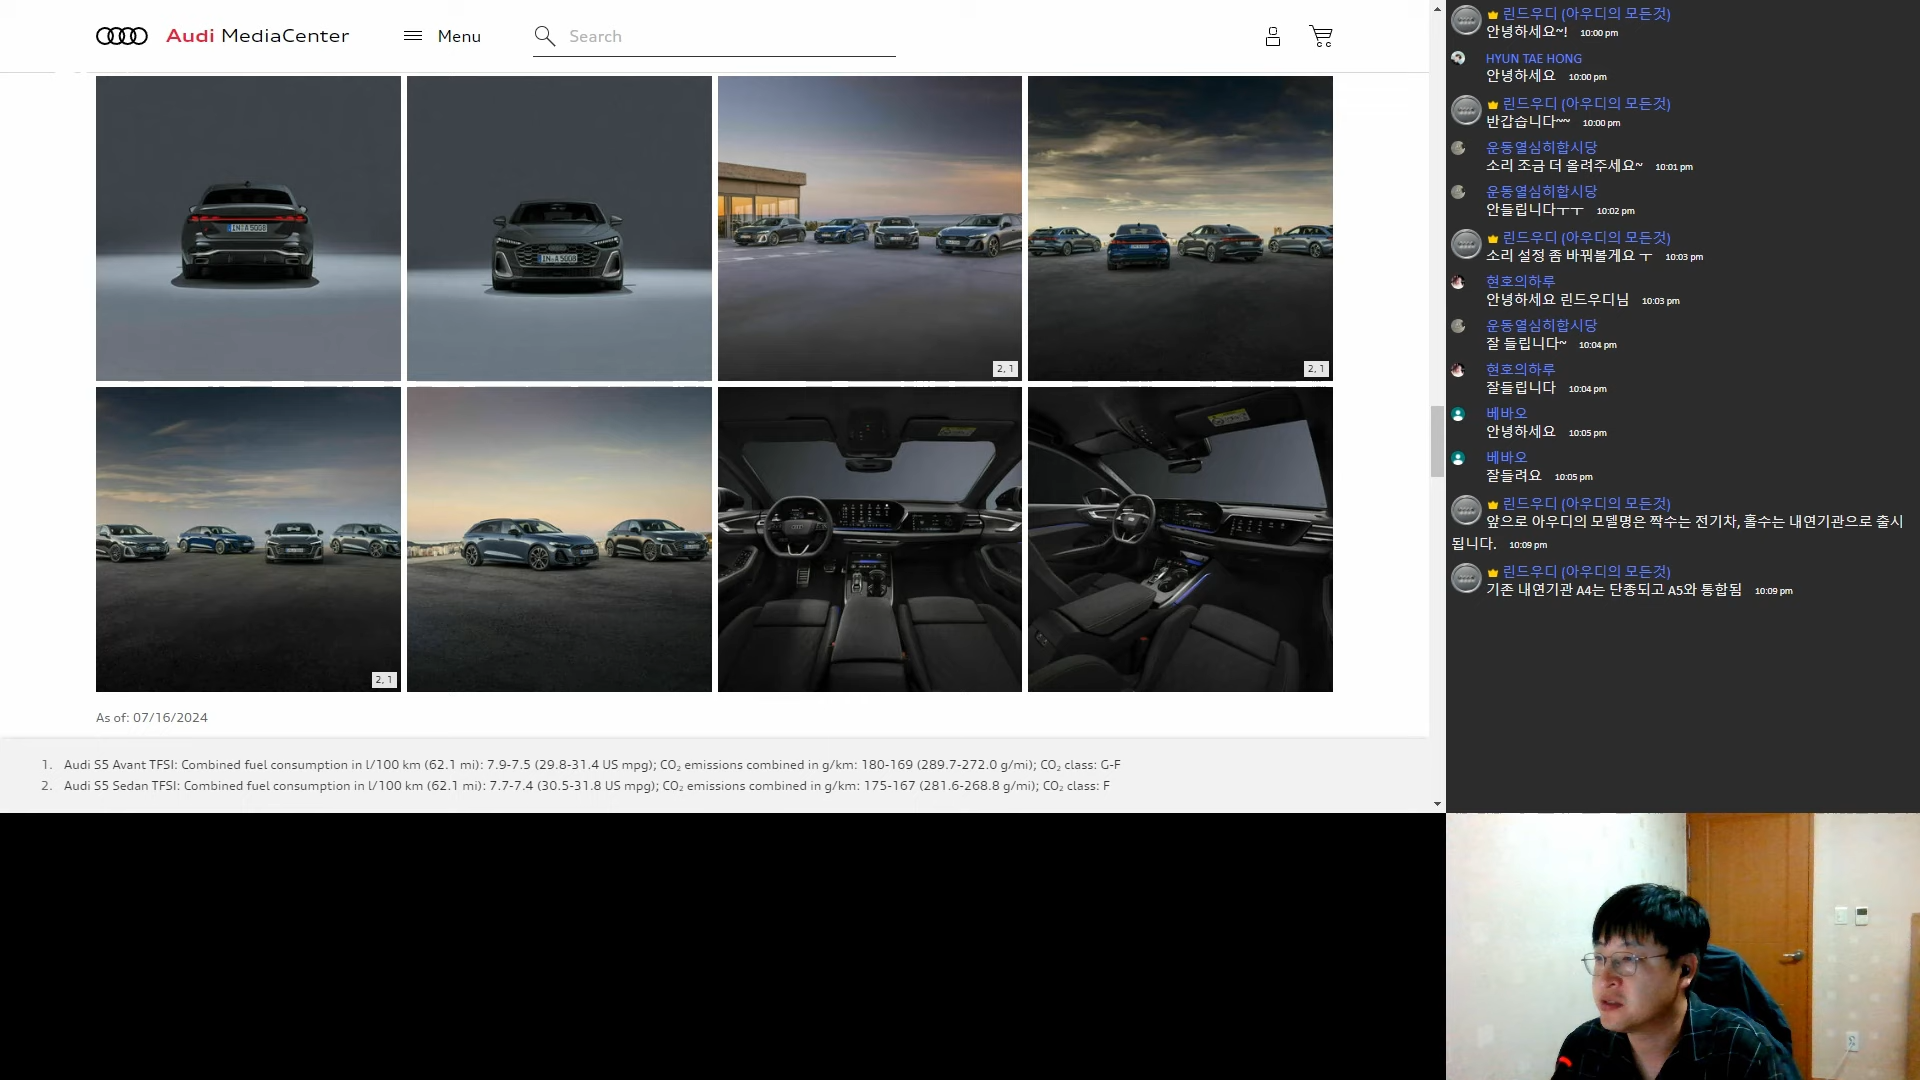 Audi MediaCenter
Menu
Search
IN·A 5008
IN·A 5008
2, 1
2, 1
2, 1
As of: 07/16/2024
1. Audi S5 Avant TFSI: Combined fuel consumption in l/100 km (62.1 mi): 7.9-7.5 (29.8-31.4 US mpg); CO₂ emissions combined in g/km: 180-169 (289.7-272.0 g/mi); CO₂ class: G-F
2. Audi S5 Sedan TFSI: Combined fuel consumption in l/100 km (62.1 mi): 7.7-7.4 (30.5-31.8 US mpg); CO₂ emissions combined in g/km: 175-167 (281.6-268.8 g/mi); CO₂ class: F
린드우디 (아우디의 모든것)
안녕하세요~! 10:00 pm
HYUN TAE HONG
안녕하세요 10:00 pm
린드우디 (아우디의 모든것)
반갑습니다~~ 10:00 pm
운동열심히합시당
소리 조금 더 올려주세요~ 10:01 pm
운동열심히합시당
안들립니다ㅜㅜ 10:02 pm
린드우디 (아우디의 모든것)
소리 설정 좀 바꿔볼게요 ㅜ 10:03 pm
현호의하루
안녕하세요 린드우디님 10:03 pm
운동열심히합시당
잘 들립니다~ 10:04 pm
현호의하루
잘들립니다 10:04 pm
베바오
안녕하세요 10:05 pm
베바오
잘들려요 10:05 pm
린드우디 (아우디의 모든것)
앞으로 아우디의 모델명은 짝수는 전기차, 홀수는 내연기관으로 출시
됩니다. 10:09 pm
린드우디 (아우디의 모든것)
기존 내연기관 A4는 단종되고 A5와 통합됨 10:09 pm